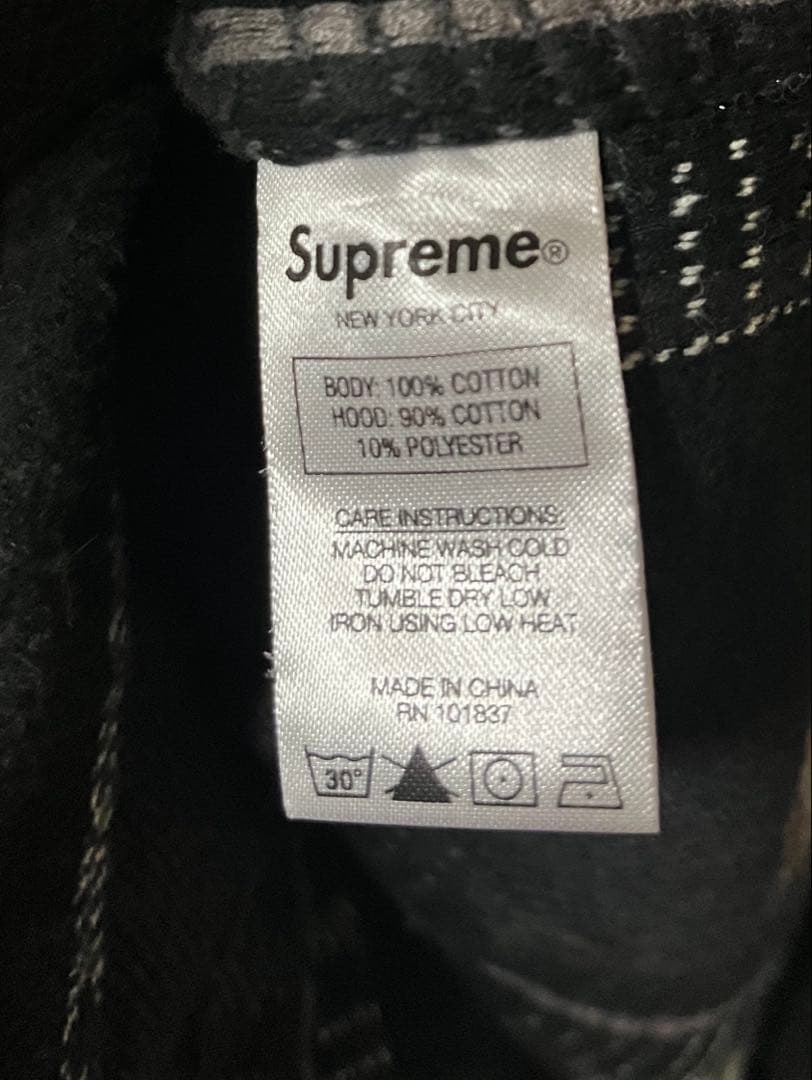 Supreme®
NEW YORK CITY
BODY: 100% COTTON
HOOD: 90% COTTON
10% POLYESTER
CARE INSTRUCTIONS:
MACHINE WASH COLD
DO NOT BLEACH
TUMBLE DRY LOW
IRON USING LOW HEAT
MADE IN CHINA
RN 101837
30°